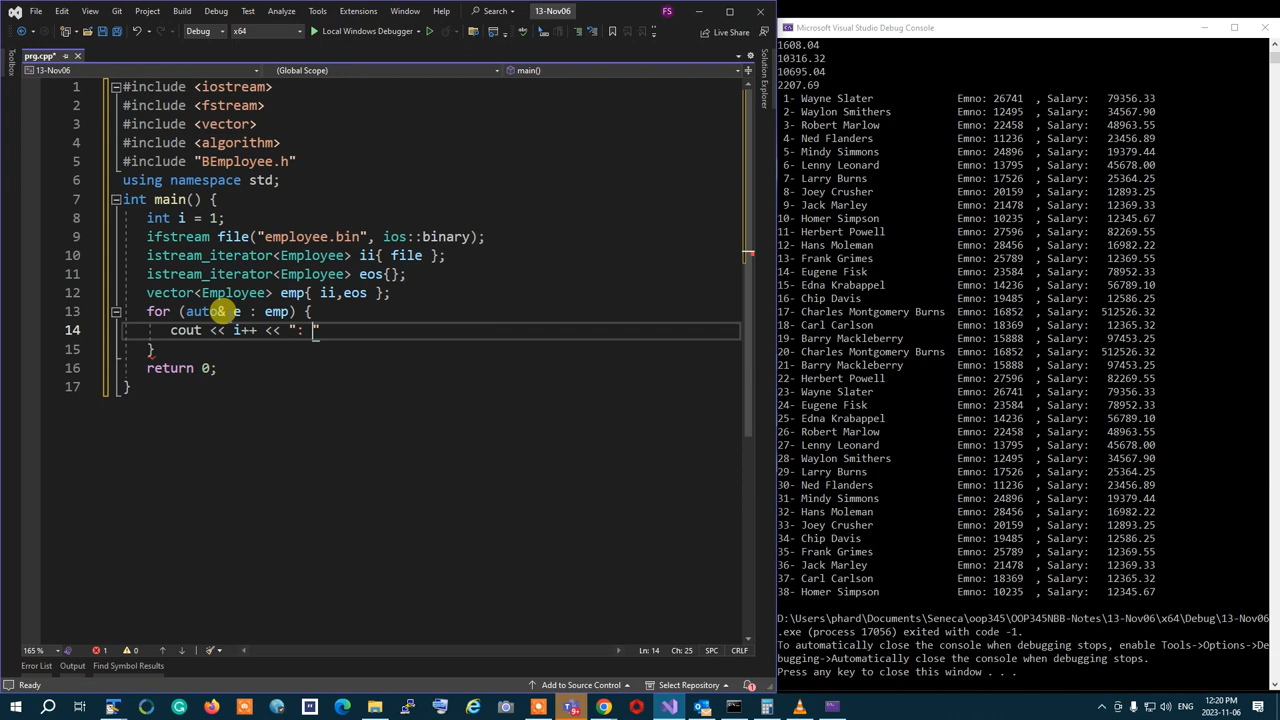 File Edit View Git Project Build Debug Test Analyze Tools Extensions Window Help Search 13-Nov06 FS
x64 Local Windows Debugger Live Share
prg.cpp*
13-Nov06 (Global Scope) main()
Toolbox
Solution Explorer
1 #include <iostream>
2 #include <fstream>
3 #include <vector>
4 #include <algorithm>
5 #include "BEmployee.h"
6 using namespace std;
7 int main() {
8 int i = 1;
9 ifstream file("employee.bin", ios::binary);
10 istream_iterator<Employee> ii{ file };
11 istream_iterator<Employee> eos{};
12 vector<Employee> emp{ ii,eos };
13 for (auto& e : emp) {
14 cout << i++ << ": "
15 }
16 return 0;
17 }
165 % 1 0 Ln: 14 Ch: 25 SPC CRLF
Error List Output Find Symbol Results
Ready Add to Source Control Select Repository
Microsoft Visual Studio Debug Console
1608.04
10316.32
10695.04
2207.69
1- Wayne Slater Emno: 26741 , Salary: 79356.33
2- Waylon Smithers Emno: 12495 , Salary: 34567.90
3- Robert Marlow Emno: 22458 , Salary: 48963.55
4- Ned Flanders Emno: 11236 , Salary: 23456.89
5- Mindy Simmons Emno: 24896 , Salary: 19379.44
6- Lenny Leonard Emno: 13795 , Salary: 45678.00
7- Larry Burns Emno: 17526 , Salary: 25364.25
8- Joey Crusher Emno: 20159 , Salary: 12893.25
9- Jack Marley Emno: 21478 , Salary: 12369.33
10- Homer Simpson Emno: 10235 , Salary: 12345.67
11- Herbert Powell Emno: 27596 , Salary: 82269.55
12- Hans Moleman Emno: 28456 , Salary: 16982.22
13- Frank Grimes Emno: 25789 , Salary: 12369.55
14- Eugene Fisk Emno: 23584 , Salary: 78952.33
15- Edna Krabappel Emno: 14236 , Salary: 56789.10
16- Chip Davis Emno: 19485 , Salary: 12586.25
17- Charles Montgomery Burns Emno: 16852 , Salary: 512526.32
18- Carl Carlson Emno: 18369 , Salary: 12365.32
19- Barry Mackleberry Emno: 15888 , Salary: 97453.25
20- Charles Montgomery Burns Emno: 16852 , Salary: 512526.32
21- Barry Mackleberry Emno: 15888 , Salary: 97453.25
22- Herbert Powell Emno: 27596 , Salary: 82269.55
23- Wayne Slater Emno: 26741 , Salary: 79356.33
24- Eugene Fisk Emno: 23584 , Salary: 78952.33
25- Edna Krabappel Emno: 14236 , Salary: 56789.10
26- Robert Marlow Emno: 22458 , Salary: 48963.55
27- Lenny Leonard Emno: 13795 , Salary: 45678.00
28- Waylon Smithers Emno: 12495 , Salary: 34567.90
29- Larry Burns Emno: 17526 , Salary: 25364.25
30- Ned Flanders Emno: 11236 , Salary: 23456.89
31- Mindy Simmons Emno: 24896 , Salary: 19379.44
32- Hans Moleman Emno: 28456 , Salary: 16982.22
33- Joey Crusher Emno: 20159 , Salary: 12893.25
34- Chip Davis Emno: 19485 , Salary: 12586.25
35- Frank Grimes Emno: 25789 , Salary: 12369.55
36- Jack Marley Emno: 21478 , Salary: 12369.33
37- Carl Carlson Emno: 18369 , Salary: 12365.32
38- Homer Simpson Emno: 10235 , Salary: 12345.67
D:\Users\phard\Documents\Seneca\oop345\OOP345NBB-Notes\13-Nov06\x64\Debug\13-Nov06
.exe (process 17056) exited with code -1.
To automatically close the console when debugging stops, enable Tools->Options->De
bugging->Automatically close the console when debugging stops.
Press any key to close this window . . .
ENG 12:20 PM
2023-11-06